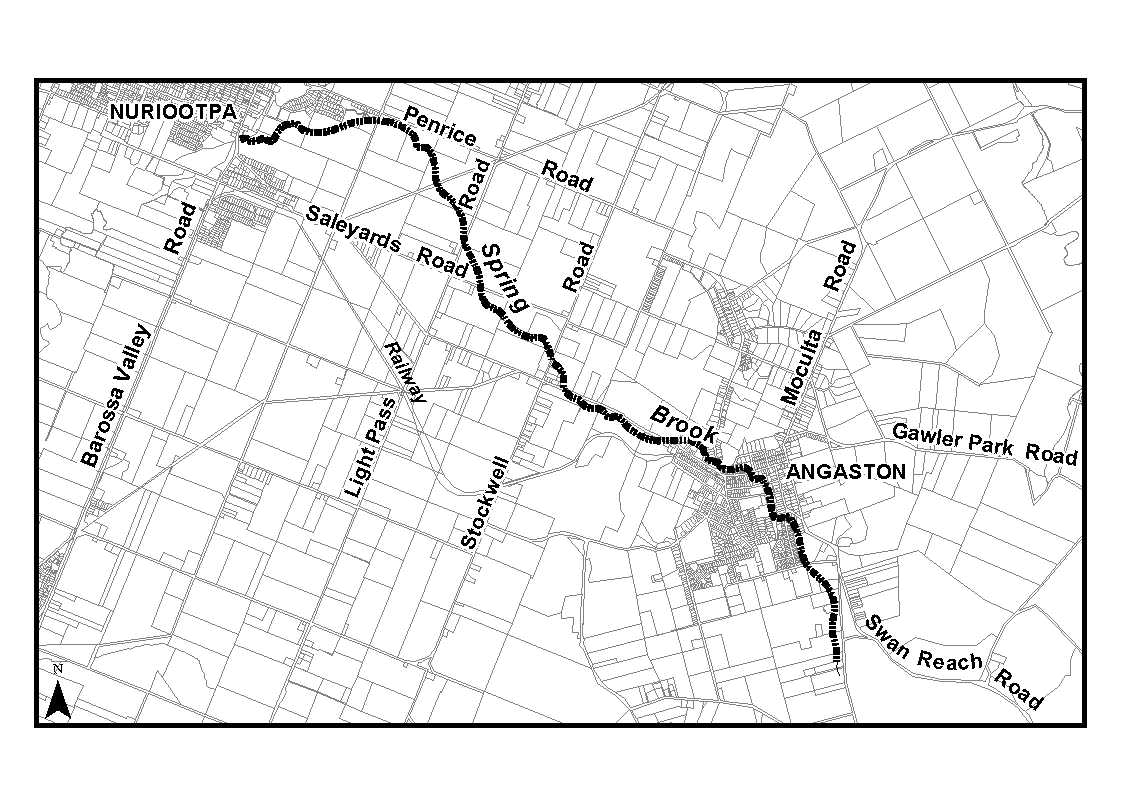 NURIOOTPA
Penrice
Road
Road
Road
Saleyards Road
Spring
Road
Road
Barossa Valley
Railway
Moculta
Light Pass
Brook
Gawler Park Road
ANGASTON
Stockwell
Swan Reach Road
N